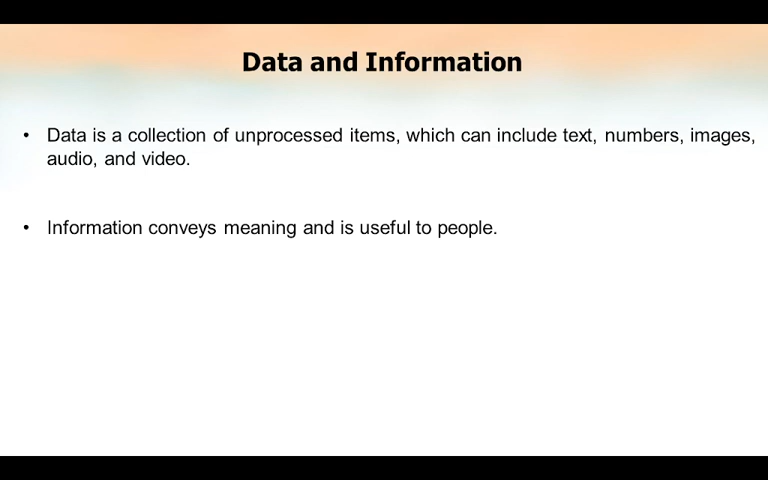 Data and Information
• Data is a collection of unprocessed items, which can include text, numbers, images,
audio, and video.
• Information conveys meaning and is useful to people.